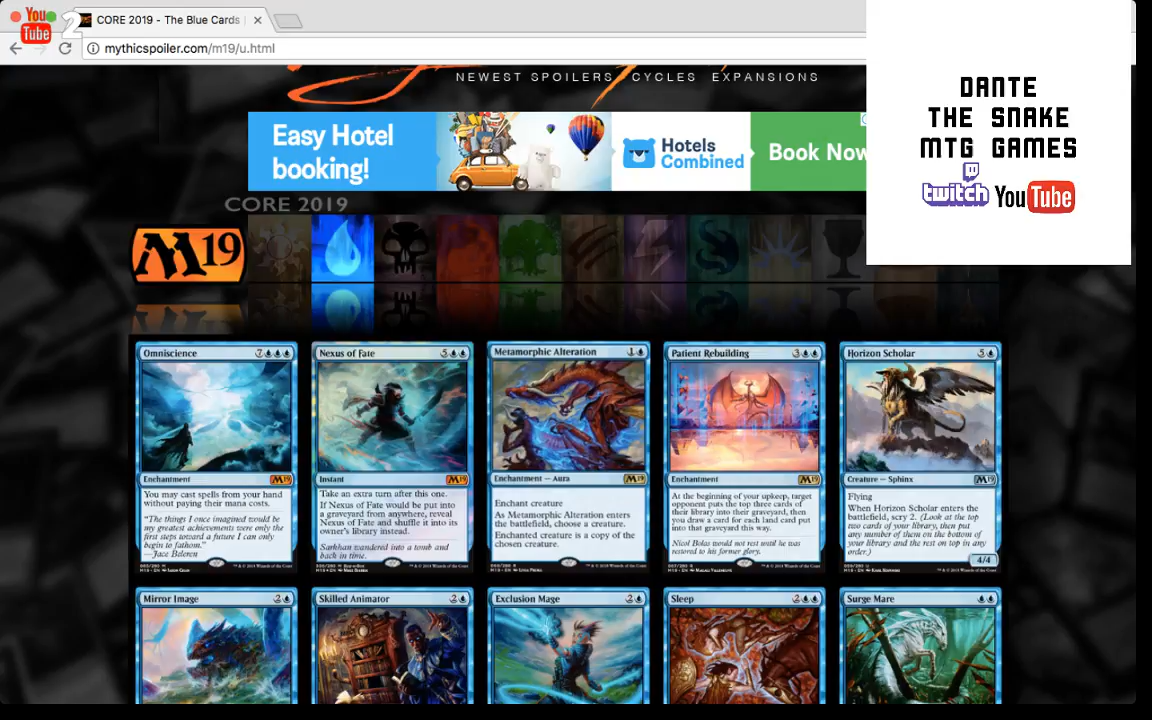 You
Tube
2
CORE 2019 - The Blue Cards
mythicspoiler.com/m19/u.html
NEWEST SPOILERS CYCLES EXPANSIONS
Easy Hotel
booking!
Hotels
Combined
Book Now
DANTE
THE SNAKE
MTG GAMES
twitch YouTube
CORE 2019
M19
Omniscience
Enchantment
M19
You may cast spells from your hand
without paying their mana costs.
"The things I once imagined would be
my greatest achievements were only the
first steps toward a future I can only
begin to fathom."
—Jace Beleren
Nexus of Fate
Instant
M19
Take an extra turn after this one.
If Nexus of Fate would be put into
a graveyard from anywhere, reveal
Nexus of Fate and shuffle it into its
owner's library instead.
Sarkhan wandered into a tomb and
back in time.
Metamorphic Alteration
Enchantment — Aura
M19
Enchant creature
As Metamorphic Alteration enters
the battlefield, choose a creature.
Enchanted creature is a copy of the
chosen creature.
Patient Rebuilding
Enchantment
M19
At the beginning of your upkeep, target
opponent puts the top three cards of
their library into their graveyard, then
you draw a card for each land card put
into that graveyard this way.
Nicol Bolas would not rest until he was
restored to his former glory.
Horizon Scholar
Creature — Sphinx
M19
Flying
When Horizon Scholar enters the
battlefield, scry 2. (Look at the top
two cards of your library, then put
any number of them on the bottom of
your library and the rest on top in any
order.)
4/4
Mirror Image
Skilled Animator
Exclusion Mage
Sleep
Surge Mare